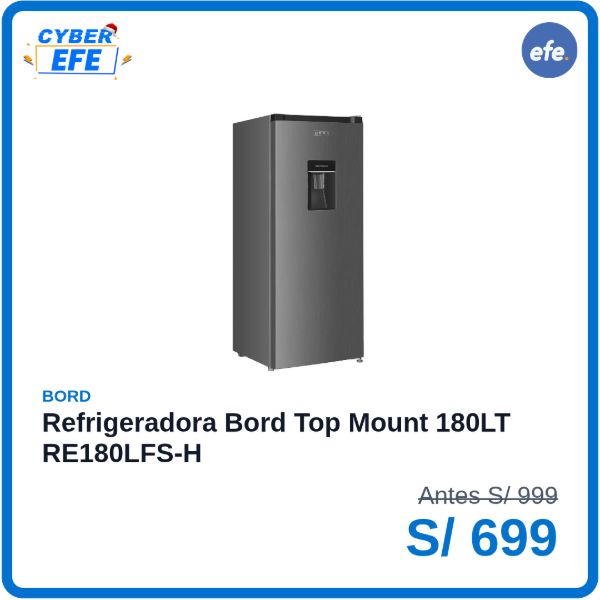 CYBER
EFE
efe.
BORD
Refrigeradora Bord Top Mount 180LT
RE180LFS-H
Antes S/ 999
S/ 699